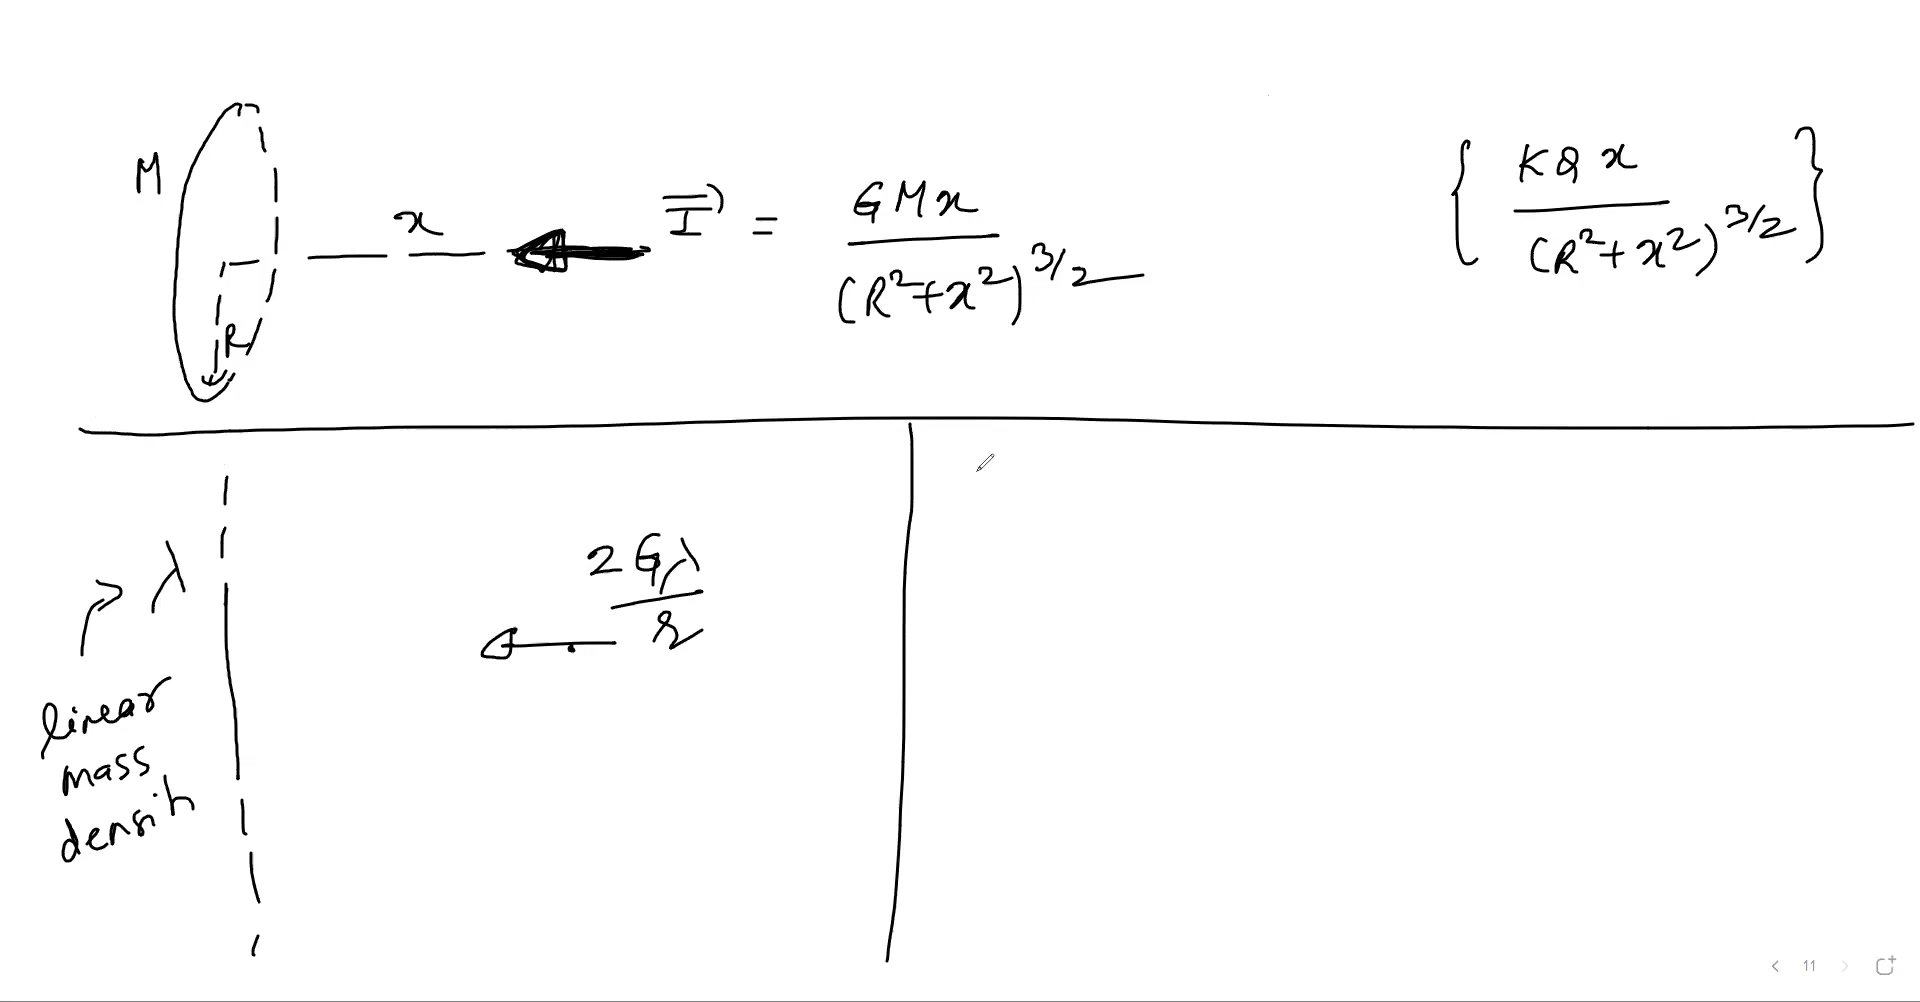 M
x
I = GMx / (R²+x²)^3/2
{ KQx / (R²+x²)^3/2 }
R
λ
2Gλ / r
linear
mass
density
11